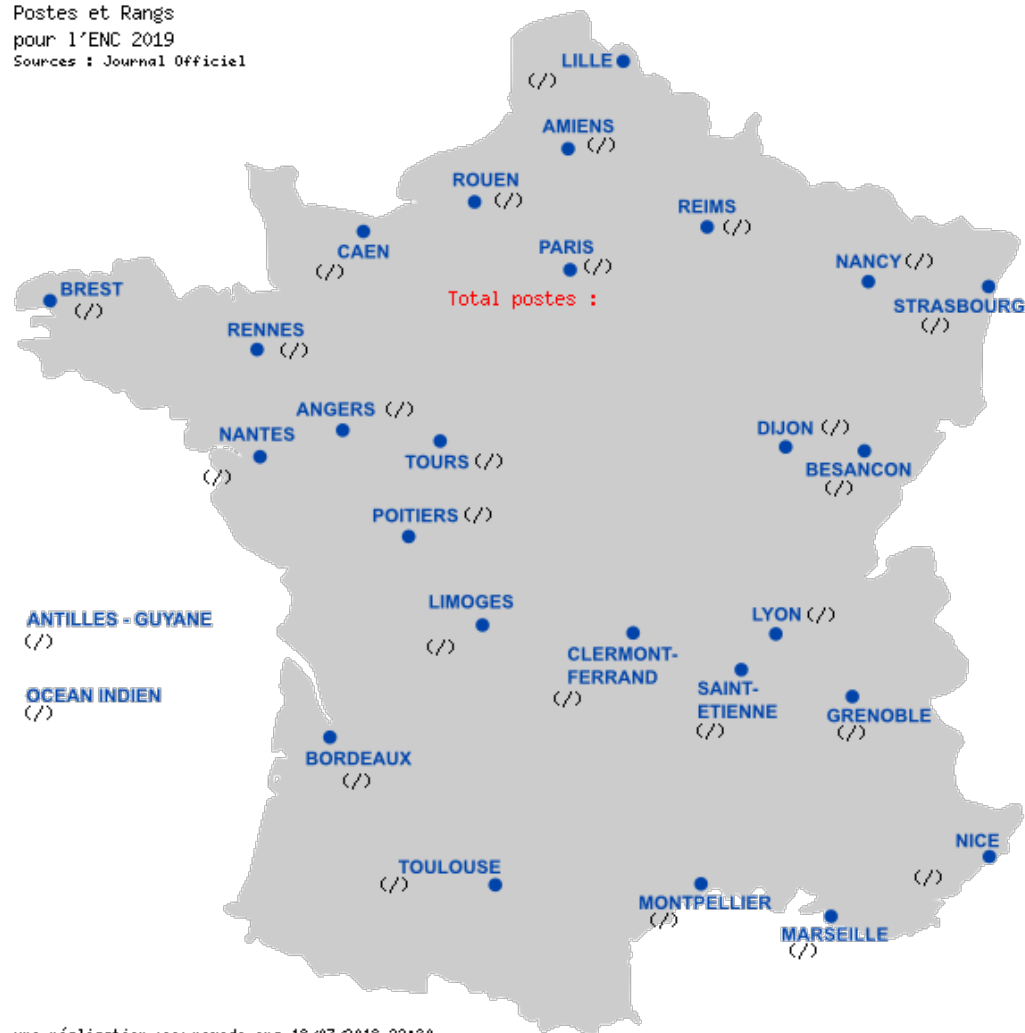 Postes et Rangs
pour l'ENC 2019
Sources : Journal Officiel
LILLE
(/)
AMIENS
(/)
ROUEN
(/)
REIMS
(/)
CAEN
(/)
PARIS
(/)
Total postes :
NANCY (/)
STRASBOURG
(/)
BREST
(/)
RENNES
(/)
ANGERS (/)
NANTES
(/)
TOURS (/)
DIJON (/)
BESANCON
(/)
POITIERS (/)
LIMOGES
(/)
ANTILLES - GUYANE
(/)
OCEAN INDIEN
(/)
LYON (/)
CLERMONT-
FERRAND
(/)
SAINT-
ETIENNE
(/)
GRENOBLE
(/)
BORDEAUX
(/)
TOULOUSE
(/)
MONTPELLIER
(/)
NICE
(/)
MARSEILLE
(/)